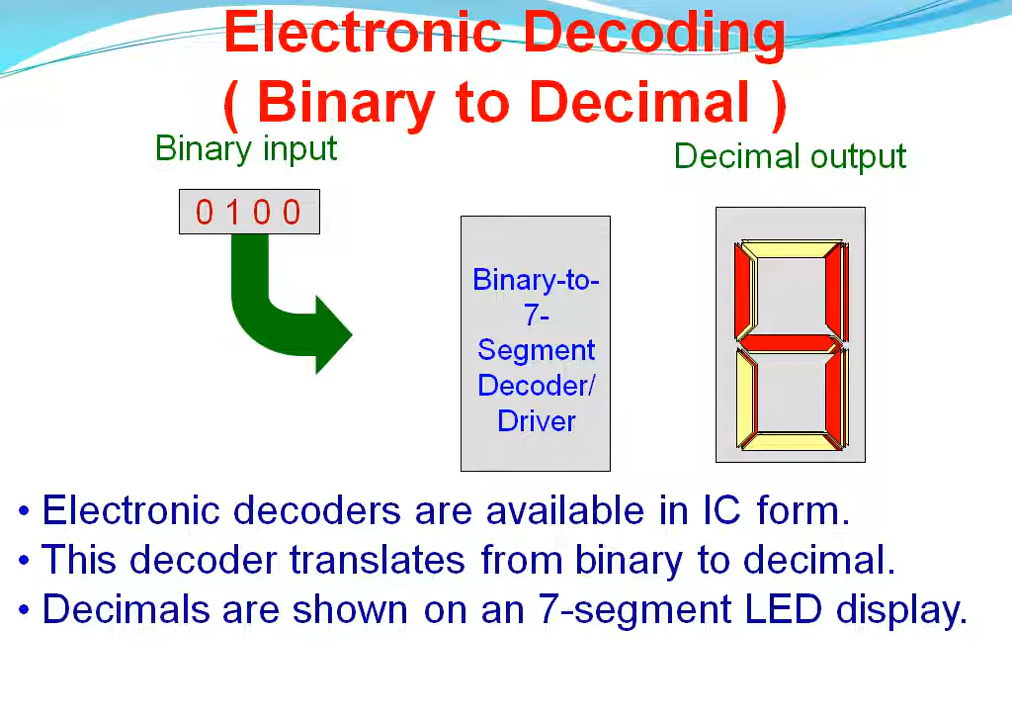 Electronic Decoding
( Binary to Decimal )
Binary input
Decimal output
0 1 0 0
Binary-to-
7-
Segment
Decoder/
Driver
• Electronic decoders are available in IC form.
• This decoder translates from binary to decimal.
• Decimals are shown on an 7-segment LED display.